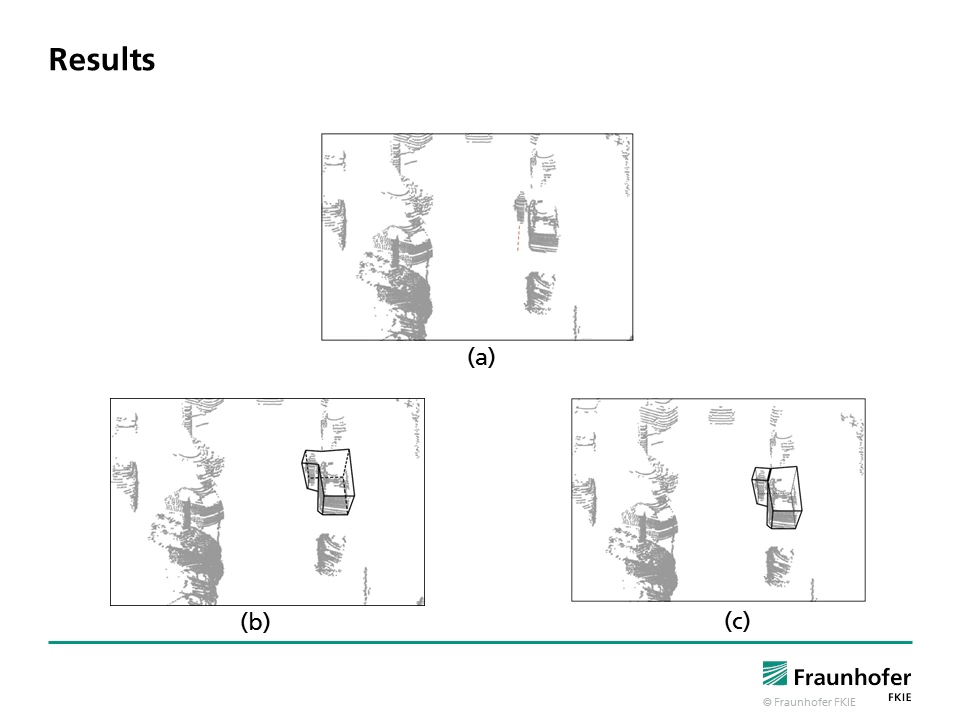 Results
(a)
(b)
(c)
Fraunhofer
FKIE
© Fraunhofer FKIE